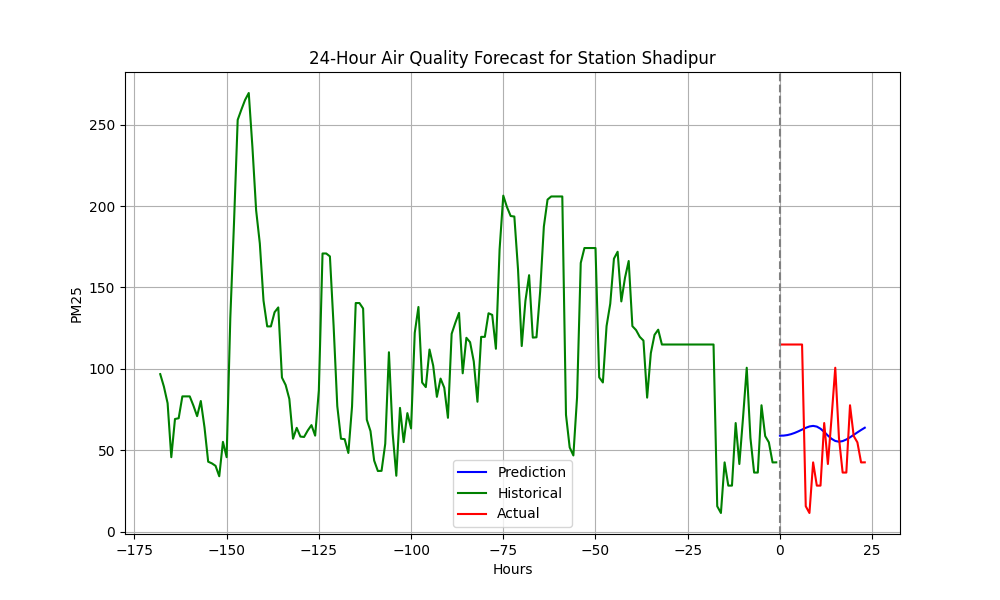 24-Hour Air Quality Forecast for Station Shadipur
PM25
250
200
150
100
50
0
Prediction
Historical
Actual
−175
−150
−125
−100
−75
−50
−25
0
25
Hours